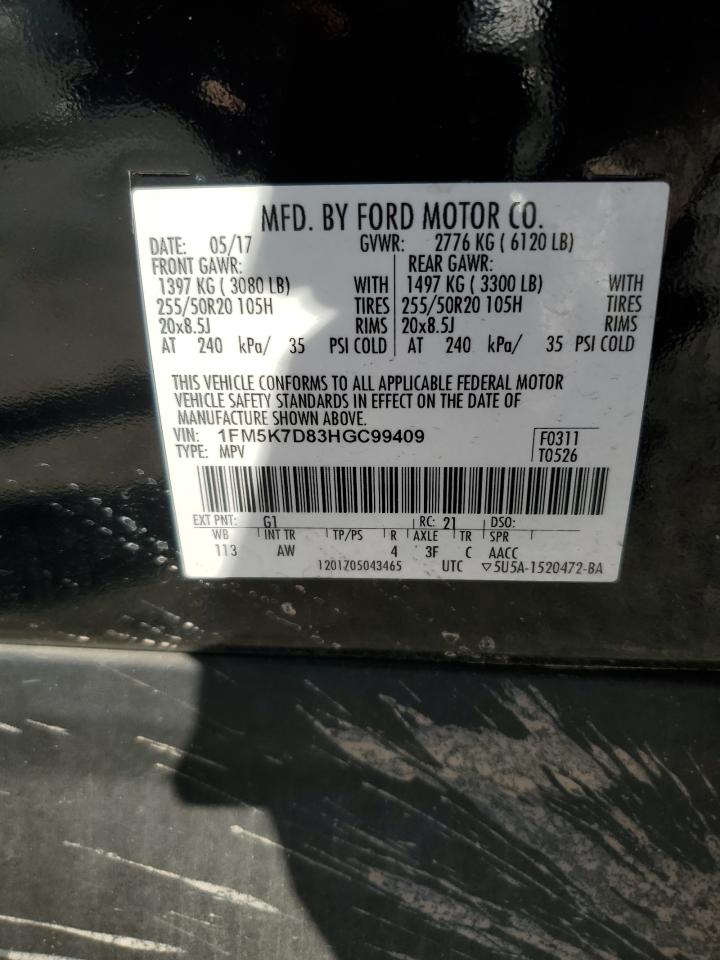 MFD. BY FORD MOTOR CO.
DATE: 05/17 GVWR: 2776 KG ( 6120 LB)
FRONT GAWR: REAR GAWR:
1397 KG ( 3080 LB) WITH 1497 KG ( 3300 LB) WITH
255/50R20 105H TIRES 255/50R20 105H TIRES
20x8.5J RIMS 20x8.5J RIMS
AT 240 kPa/ 35 PSI COLD AT 240 kPa/ 35 PSI COLD
THIS VEHICLE CONFORMS TO ALL APPLICABLE FEDERAL MOTOR
VEHICLE SAFETY STANDARDS IN EFFECT ON THE DATE OF
MANUFACTURE SHOWN ABOVE.
VIN: 1FM5K7D83HGC99409 F0311
TYPE: MPV T0526
EXT PNT: G1 RC: 21 DSO:
WB INT TR TP/PS R AXLE TR SPR
113 AW 4 3F C AACC
1201705043465 UTC ▽5U5A-1520472-BA